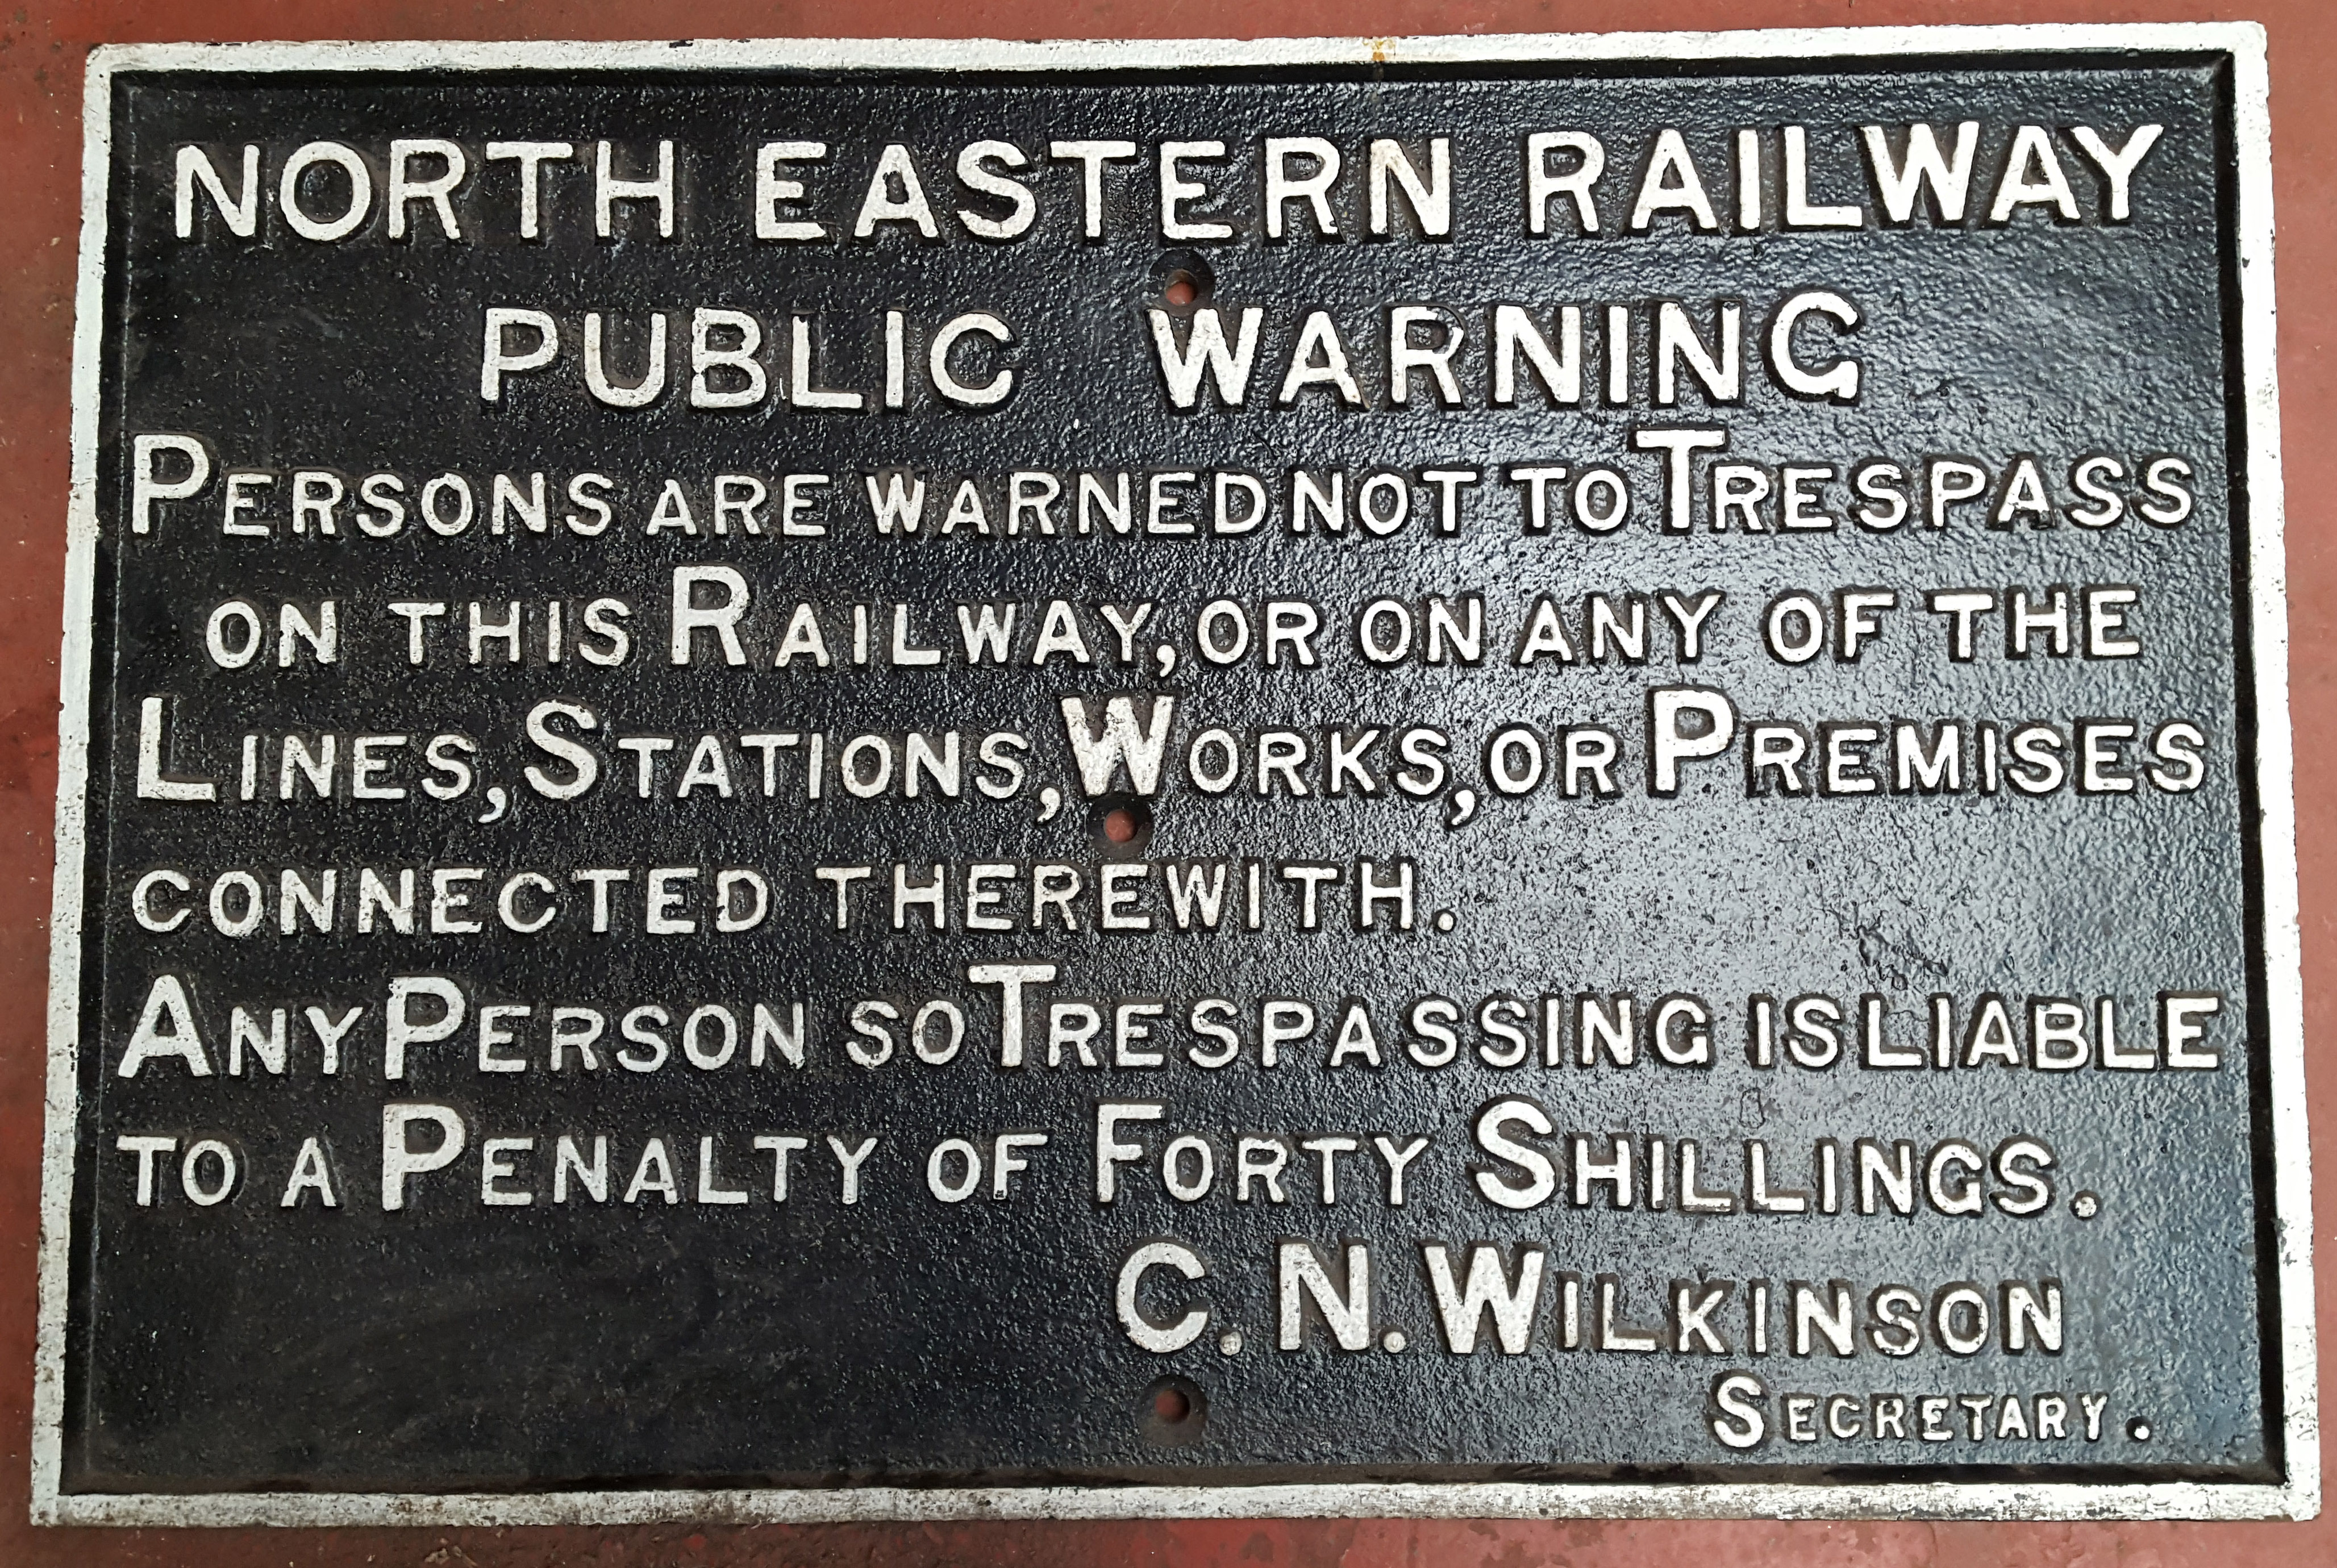 NORTH EASTERN RAILWAY
PUBLIC WARNING
PERSONS ARE WARNED NOT TO TRESPASS
ON THIS RAILWAY, OR ON ANY OF THE
LINES, STATIONS, WORKS, OR PREMISES
CONNECTED THEREWITH.
ANY PERSON SO TRESPASSING IS LIABLE
TO A PENALTY OF FORTY SHILLINGS.
C. N. WILKINSON
SECRETARY.